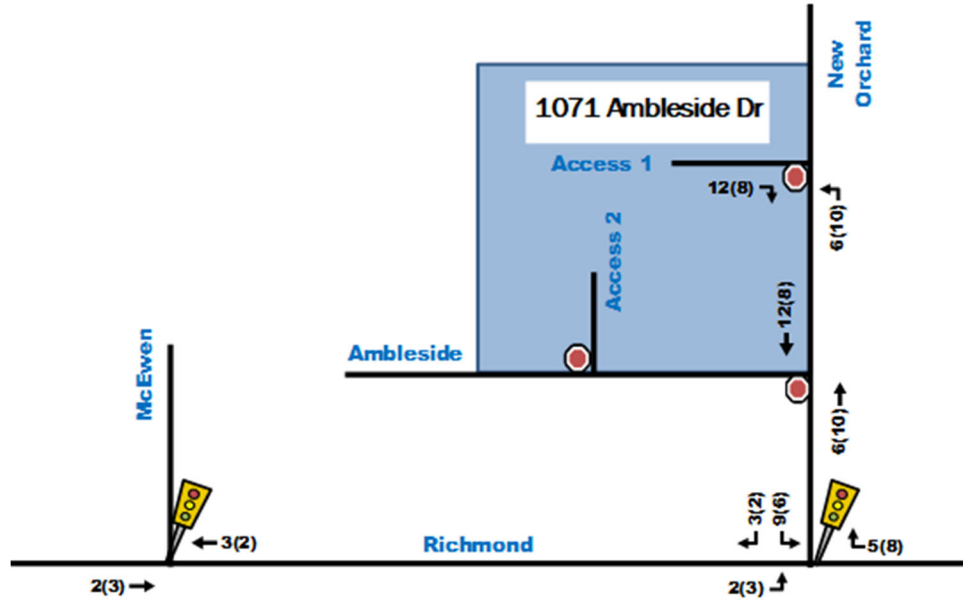 New
Orchard
1071 Ambleside Dr
Access 1
12(8)
6(10)
Access 2
12(8)
Ambleside
McEwen
6(10)
3(2)
9(6)
3(2)
Richmond
5(8)
2(3)
2(3)